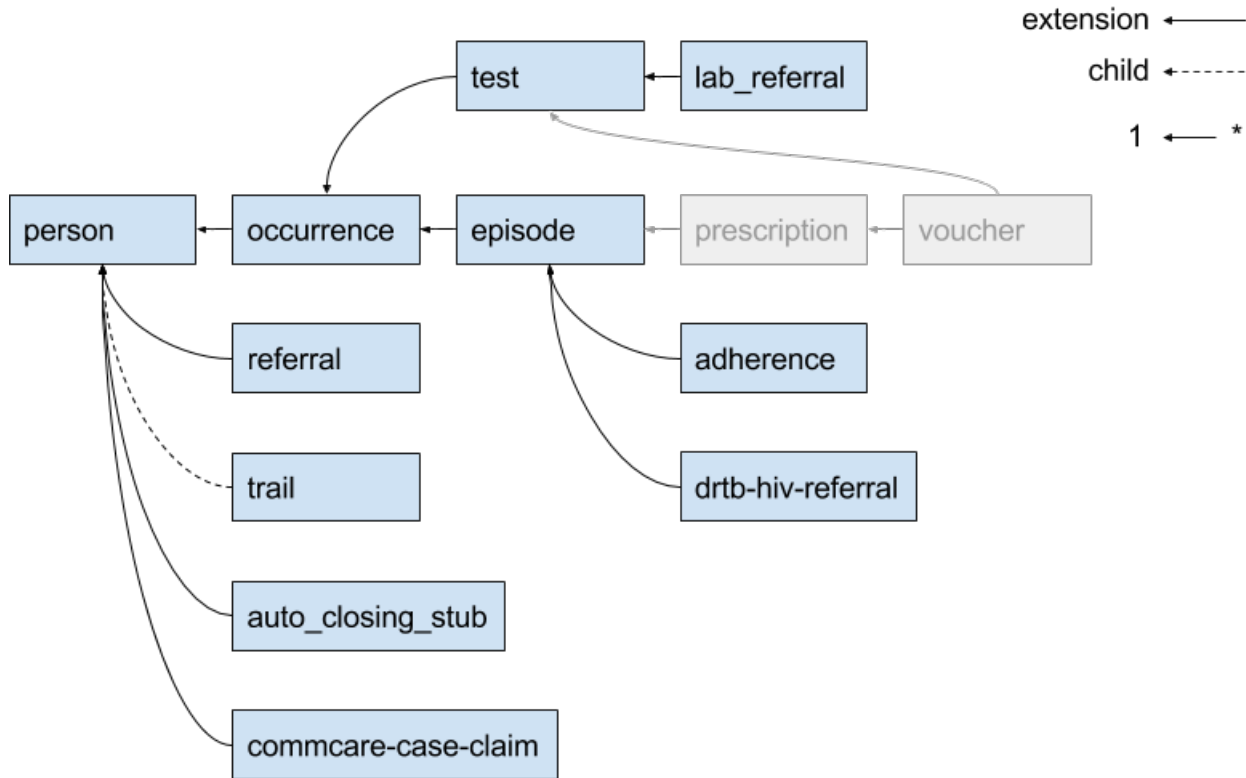 extension
test
lab_referral
child
1 *
person
occurrence
episode
prescription
voucher
referral
adherence
trail
drtb-hiv-referral
auto_closing_stub
commcare-case-claim